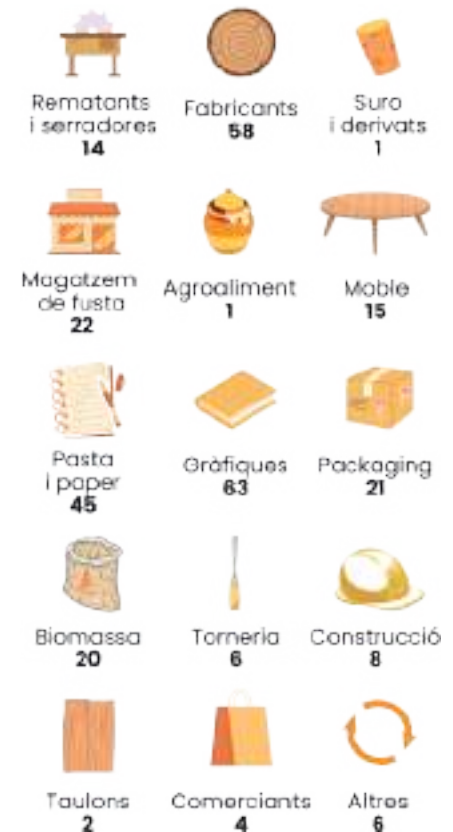 Rematants
i serradores
14
Fabricants
58
Suro
i derivats
1
Magatzem
de fusta
22
Agroaliment
1
Moble
15
Pasta
i paper
45
Gràfiques
63
Packaging
21
Biomassa
20
Torneria
6
Construcció
8
Taulons
2
Comerciants
4
Altres
6